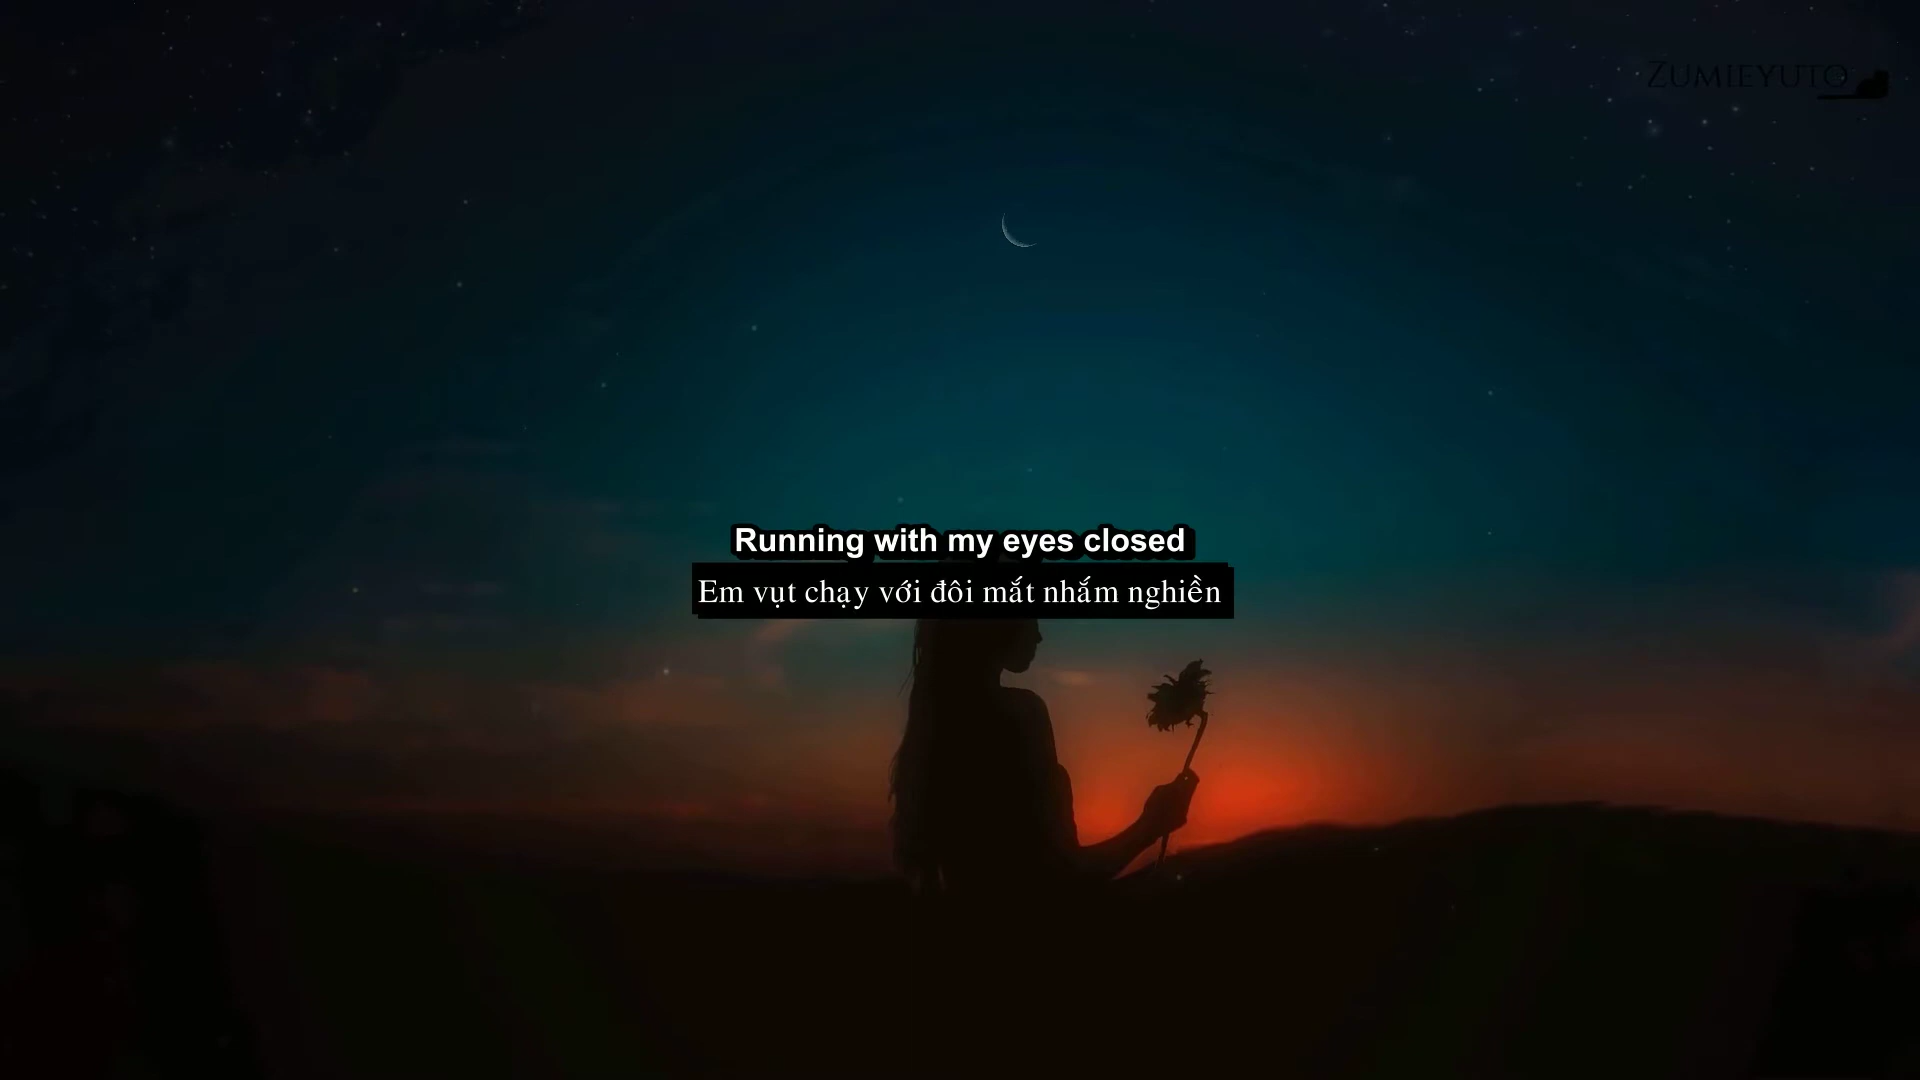 ZUMIEYUTO
Running with my eyes closed
Em vụt chạy với đôi mắt nhắm nghiền